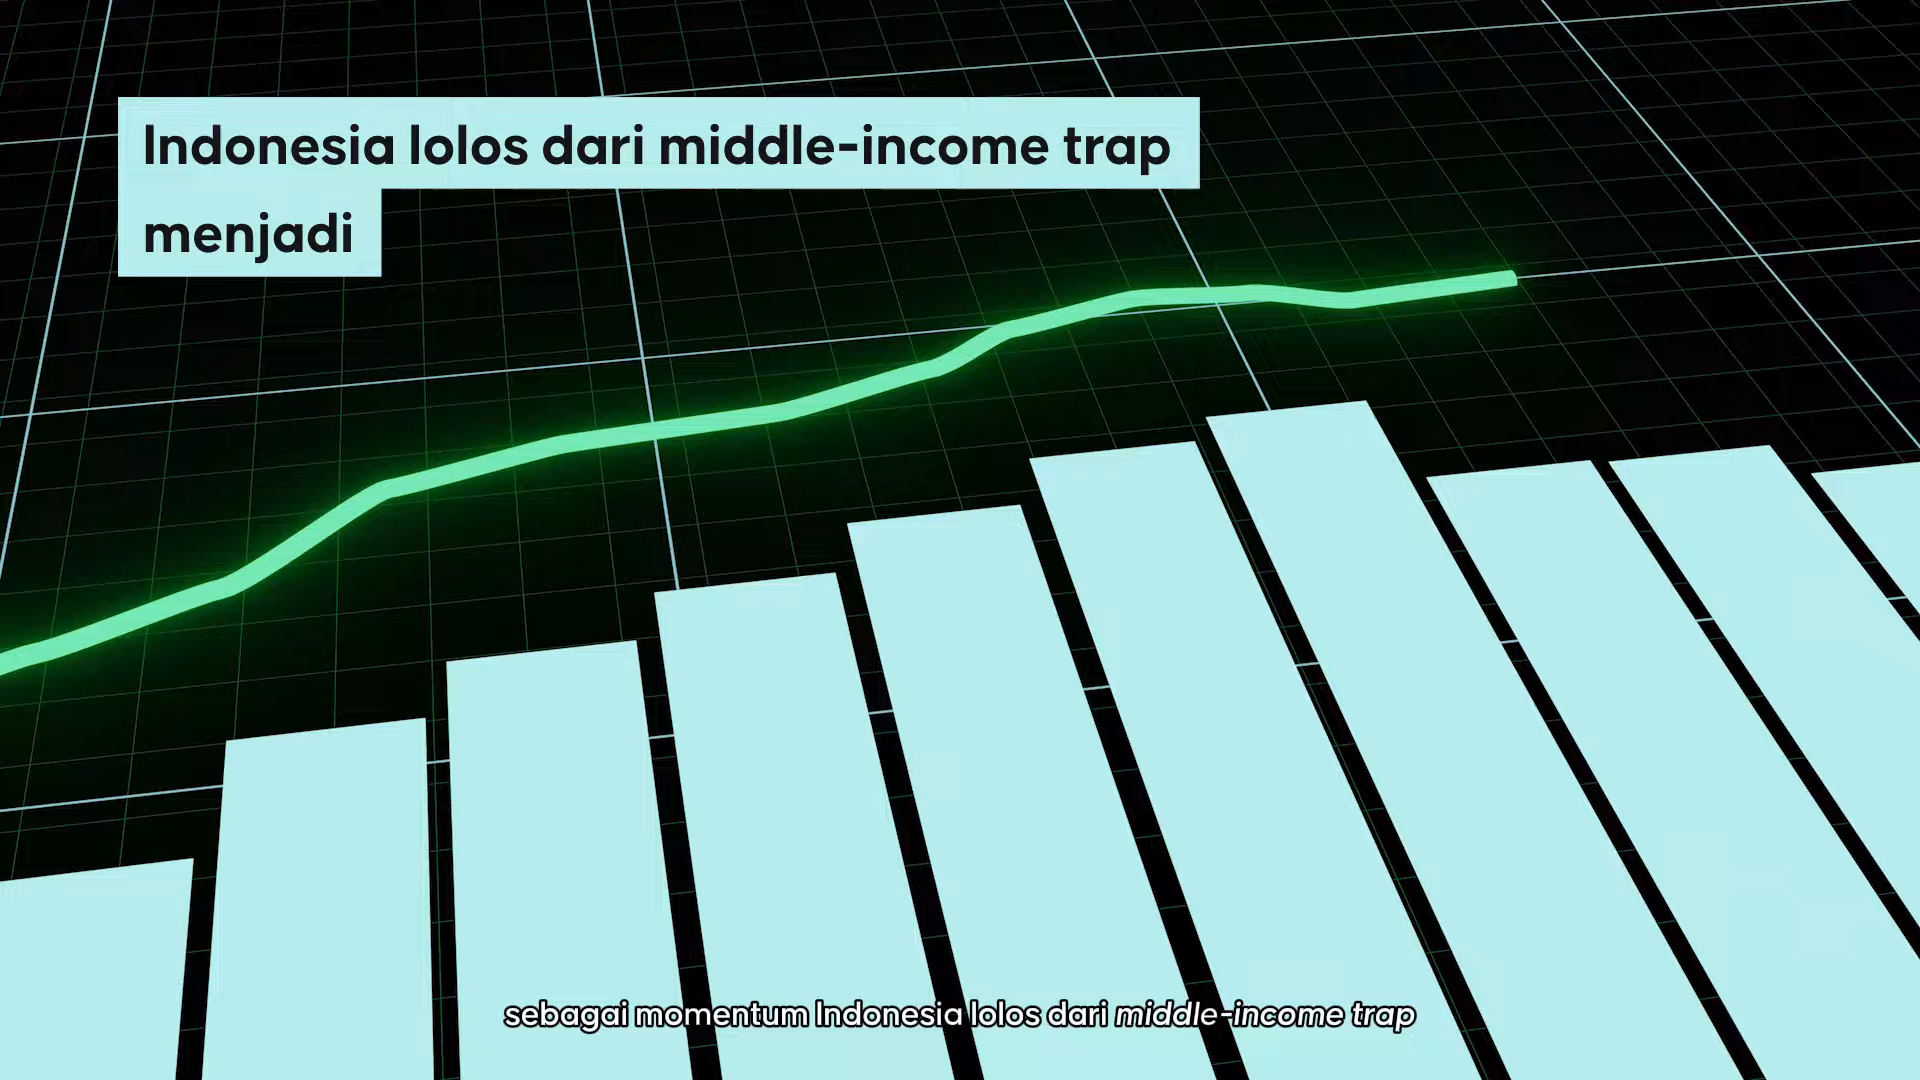 Indonesia lolos dari middle-income trap
menjadi
sebagai momentum Indonesia lolos dari middle-income trap